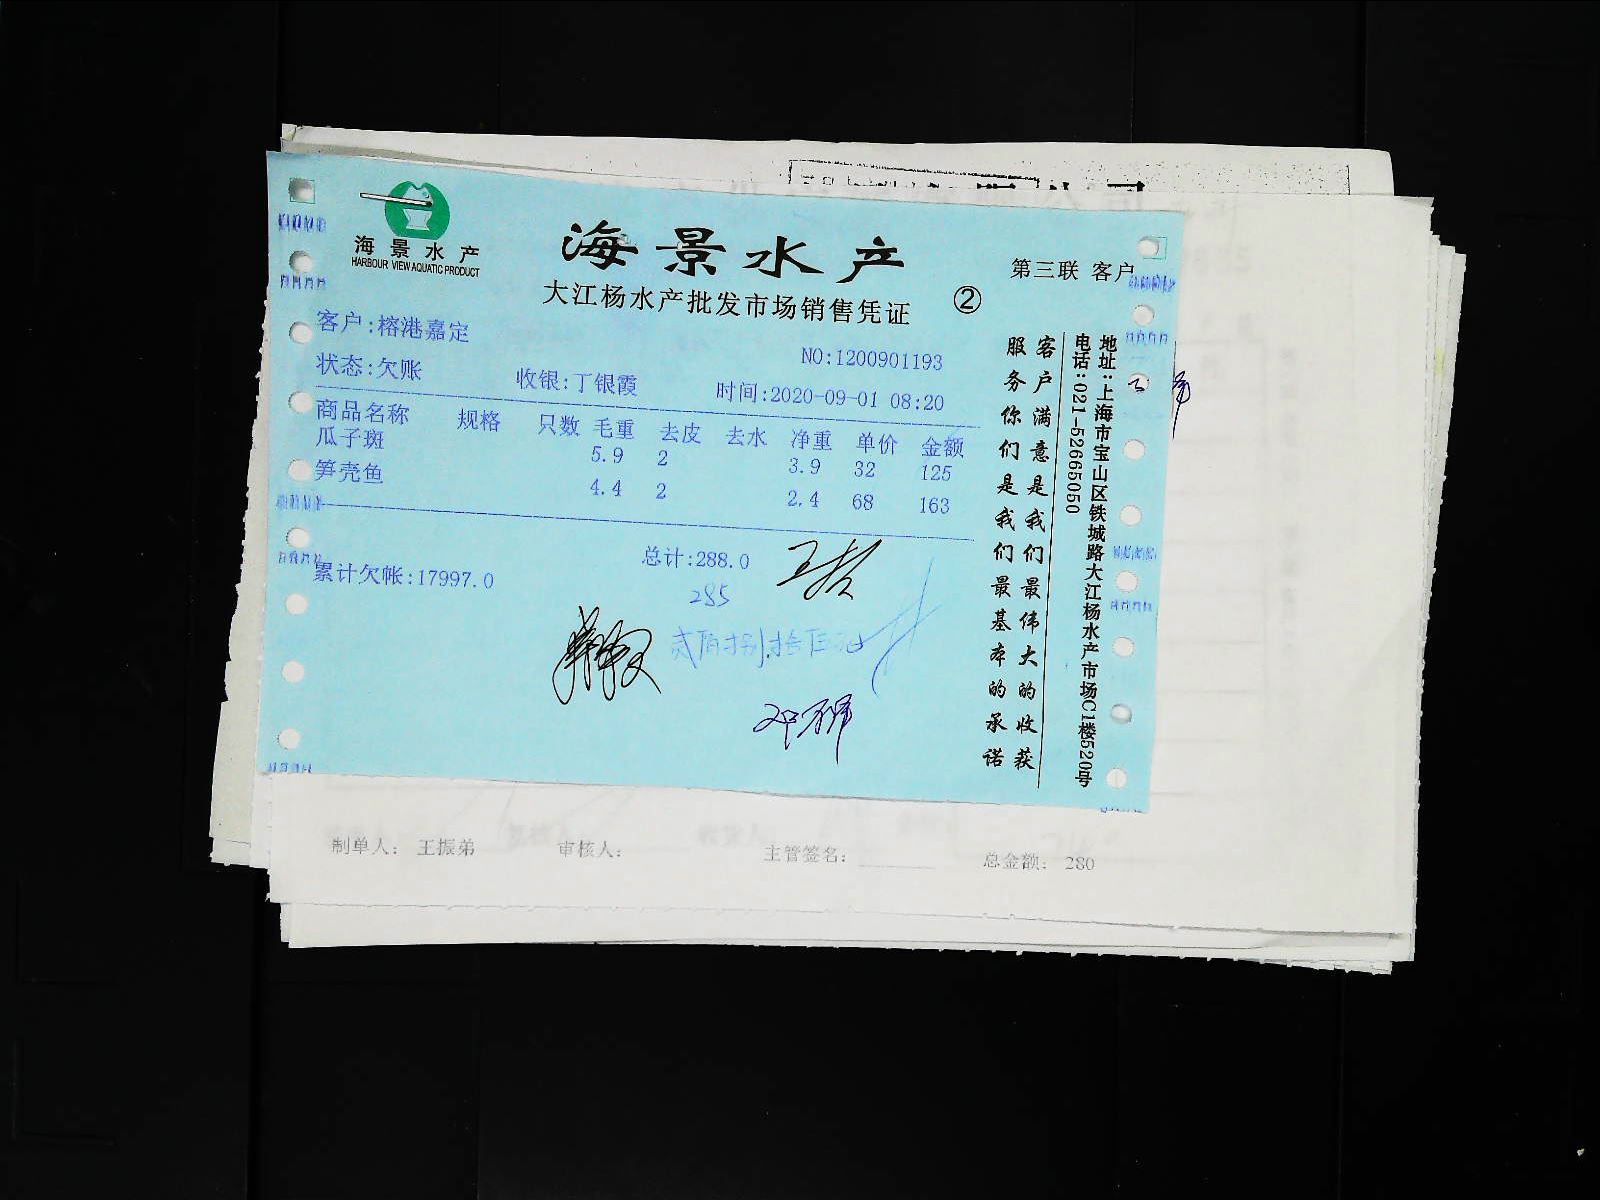 海景水产
HARBOUR VIEW AQUATIC PRODUCT
海景水产
大江杨水产批发市场销售凭证
②
第三联 客户
客户:榕港嘉定
NO:1200901193
状态:欠账 收银:丁银霞 时间:2020-09-01 08:20
商品名称 规格 只数 毛重 去皮 去水 净重 单价 金额
瓜子斑 5.9 2 3.9 32 125
笋壳鱼 4.4 2 2.4 68 163
总计:288.0
累计欠帐:17997.0
285
客户满意是我们最伟大的收获
服务你们是我们最基本的承诺
地址:上海市宝山区铁城路大江杨水产市场C1楼520号
电话:021-52665050
制单人: 王振弟 审核人: 主管签名: 总金额: 280